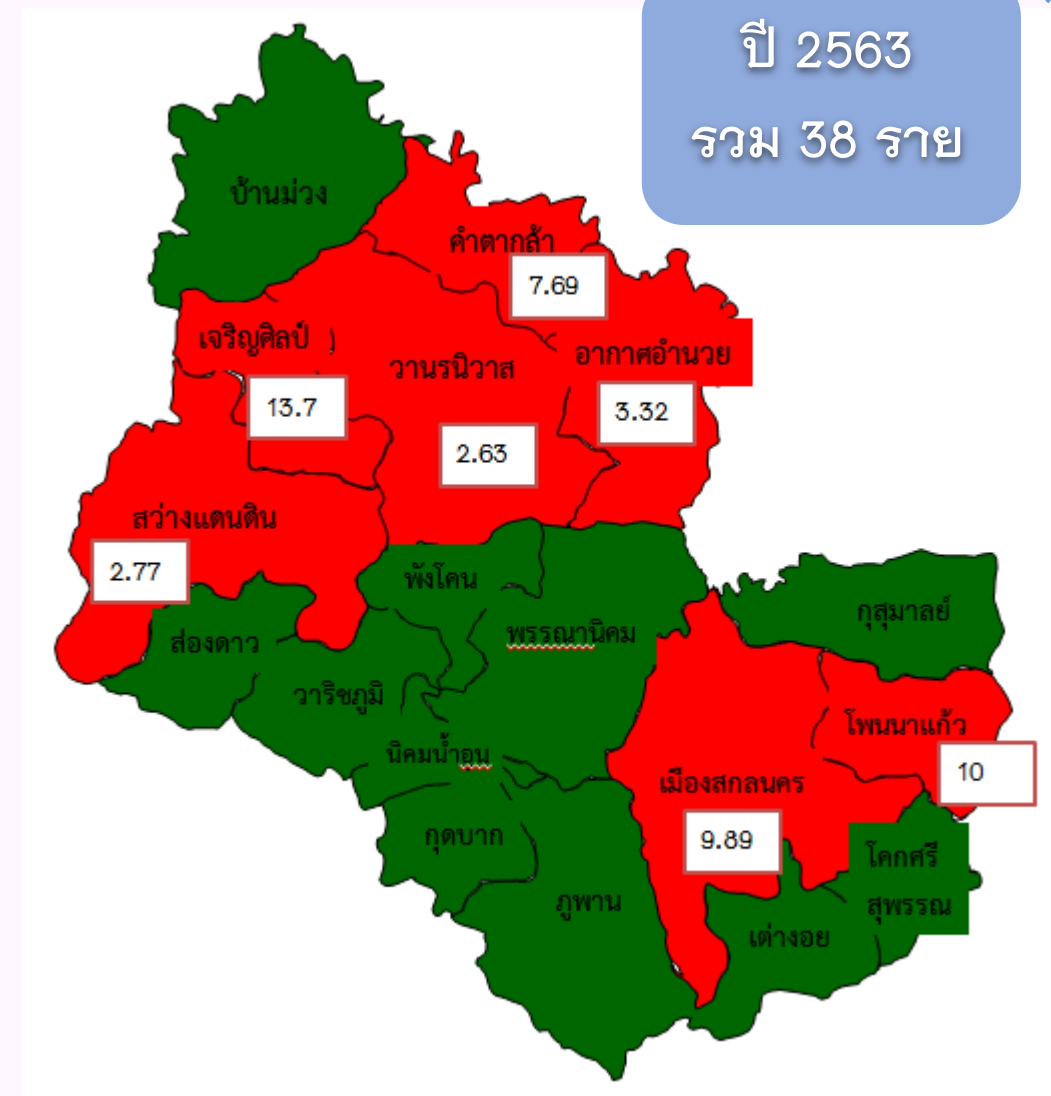 ปี 2563
รวม 38 ราย
บ้านม่วง
คำตากล้า
7.69
เจริญศิลป์
13.7
วานรนิวาส
2.63
อากาศอำนวย
3.32
สว่างแดนดิน
2.77
พังโคน
ส่องดาว
พรรณานิคม
กุสุมาลย์
วาริชภูมิ
นิคมน้ำอูน
โพนนาแก้ว
10
เมืองสกลนคร
9.89
กุดบาก
โคกศรี
สุพรรณ
ภูพาน
เต่างอย